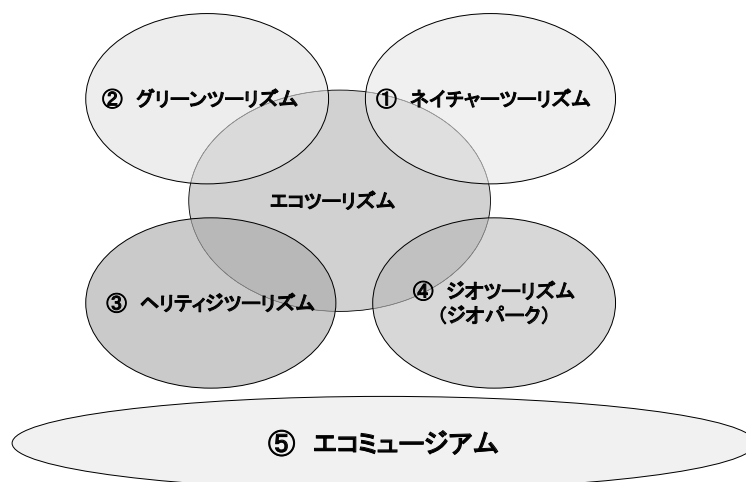 ② グリーンツーリズム
① ネイチャーツーリズム
エコツーリズム
③ ヘリティジツーリズム
④ ジオツーリズム
（ジオパーク）
⑤ エコミュージアム